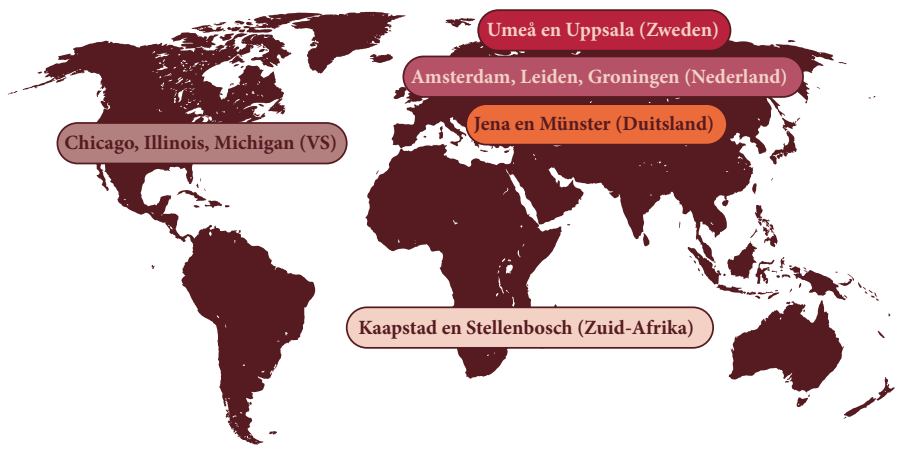 Umeå en Uppsala (Zweden)
Amsterdam, Leiden, Groningen (Nederland)
Jena en Münster (Duitsland)
Chicago, Illinois, Michigan (VS)
Kaapstad en Stellenbosch (Zuid-Afrika)